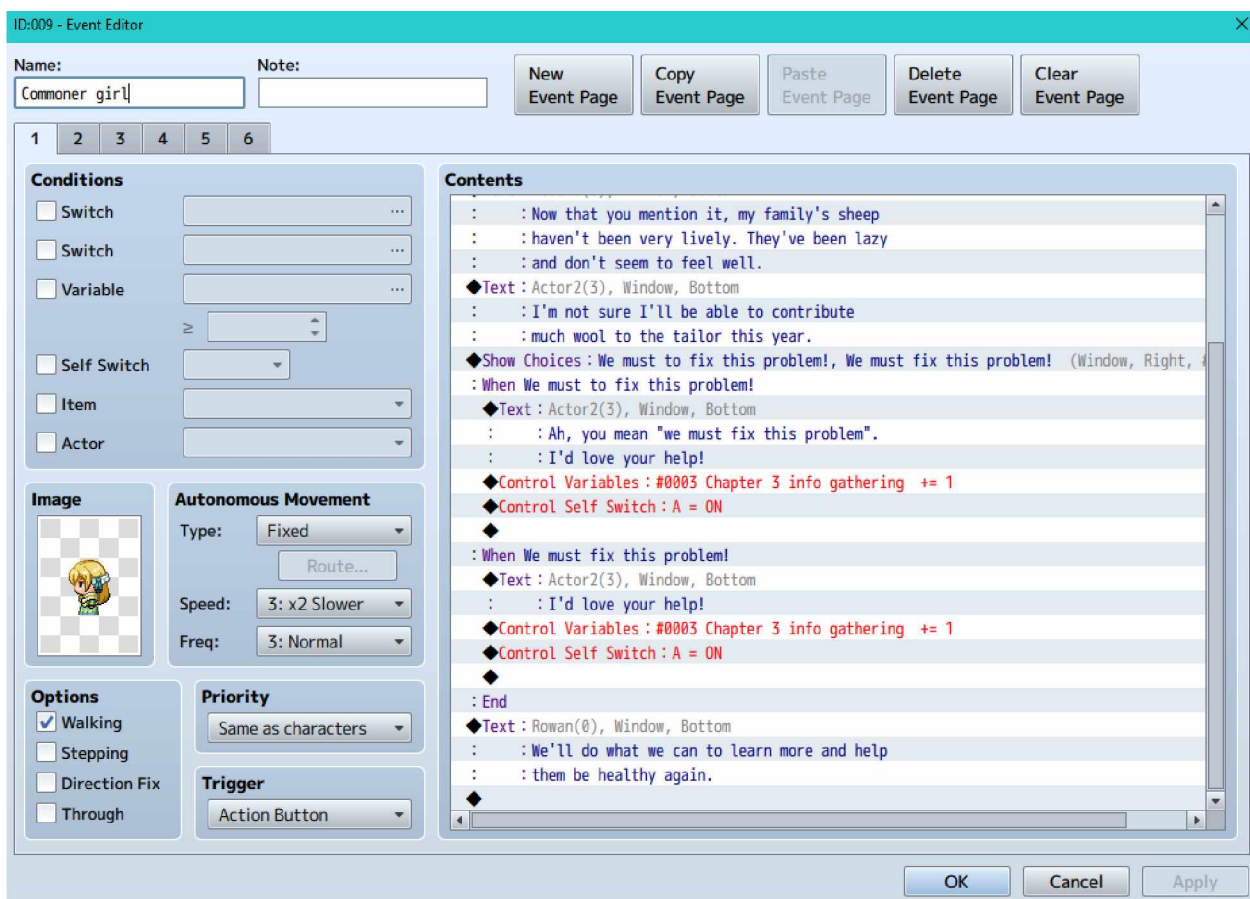 ID:009 - Event Editor
Name:
Note:
Commoner girl
New Event Page
Copy Event Page
Paste Event Page
Delete Event Page
Clear Event Page
1 2 3 4 5 6
Conditions
Switch
...
Switch
...
Variable
...
≥
Self Switch
Item
Actor
Image
Autonomous Movement
Type: Fixed
Route...
Speed: 3: x2 Slower
Freq: 3: Normal
Options
Walking
Stepping
Direction Fix
Through
Priority
Same as characters
Trigger
Action Button
Contents
: : Now that you mention it, my family's sheep
: : haven't been very lively. They've been lazy
: : and don't seem to feel well.
◆Text : Actor2(3), Window, Bottom
: : I'm not sure I'll be able to contribute
: : much wool to the tailor this year.
◆Show Choices : We must to fix this problem!, We must fix this problem! (Window, Right,
: When We must to fix this problem!
◆Text : Actor2(3), Window, Bottom
: : Ah, you mean "we must fix this problem".
: : I'd love your help!
◆Control Variables : #0003 Chapter 3 info gathering += 1
◆Control Self Switch : A = ON
◆
: When We must fix this problem!
◆Text : Actor2(3), Window, Bottom
: : I'd love your help!
◆Control Variables : #0003 Chapter 3 info gathering += 1
◆Control Self Switch : A = ON
◆
: End
◆Text : Rowan(0), Window, Bottom
: : We'll do what we can to learn more and help
: : them be healthy again.
◆
OK
Cancel
Apply